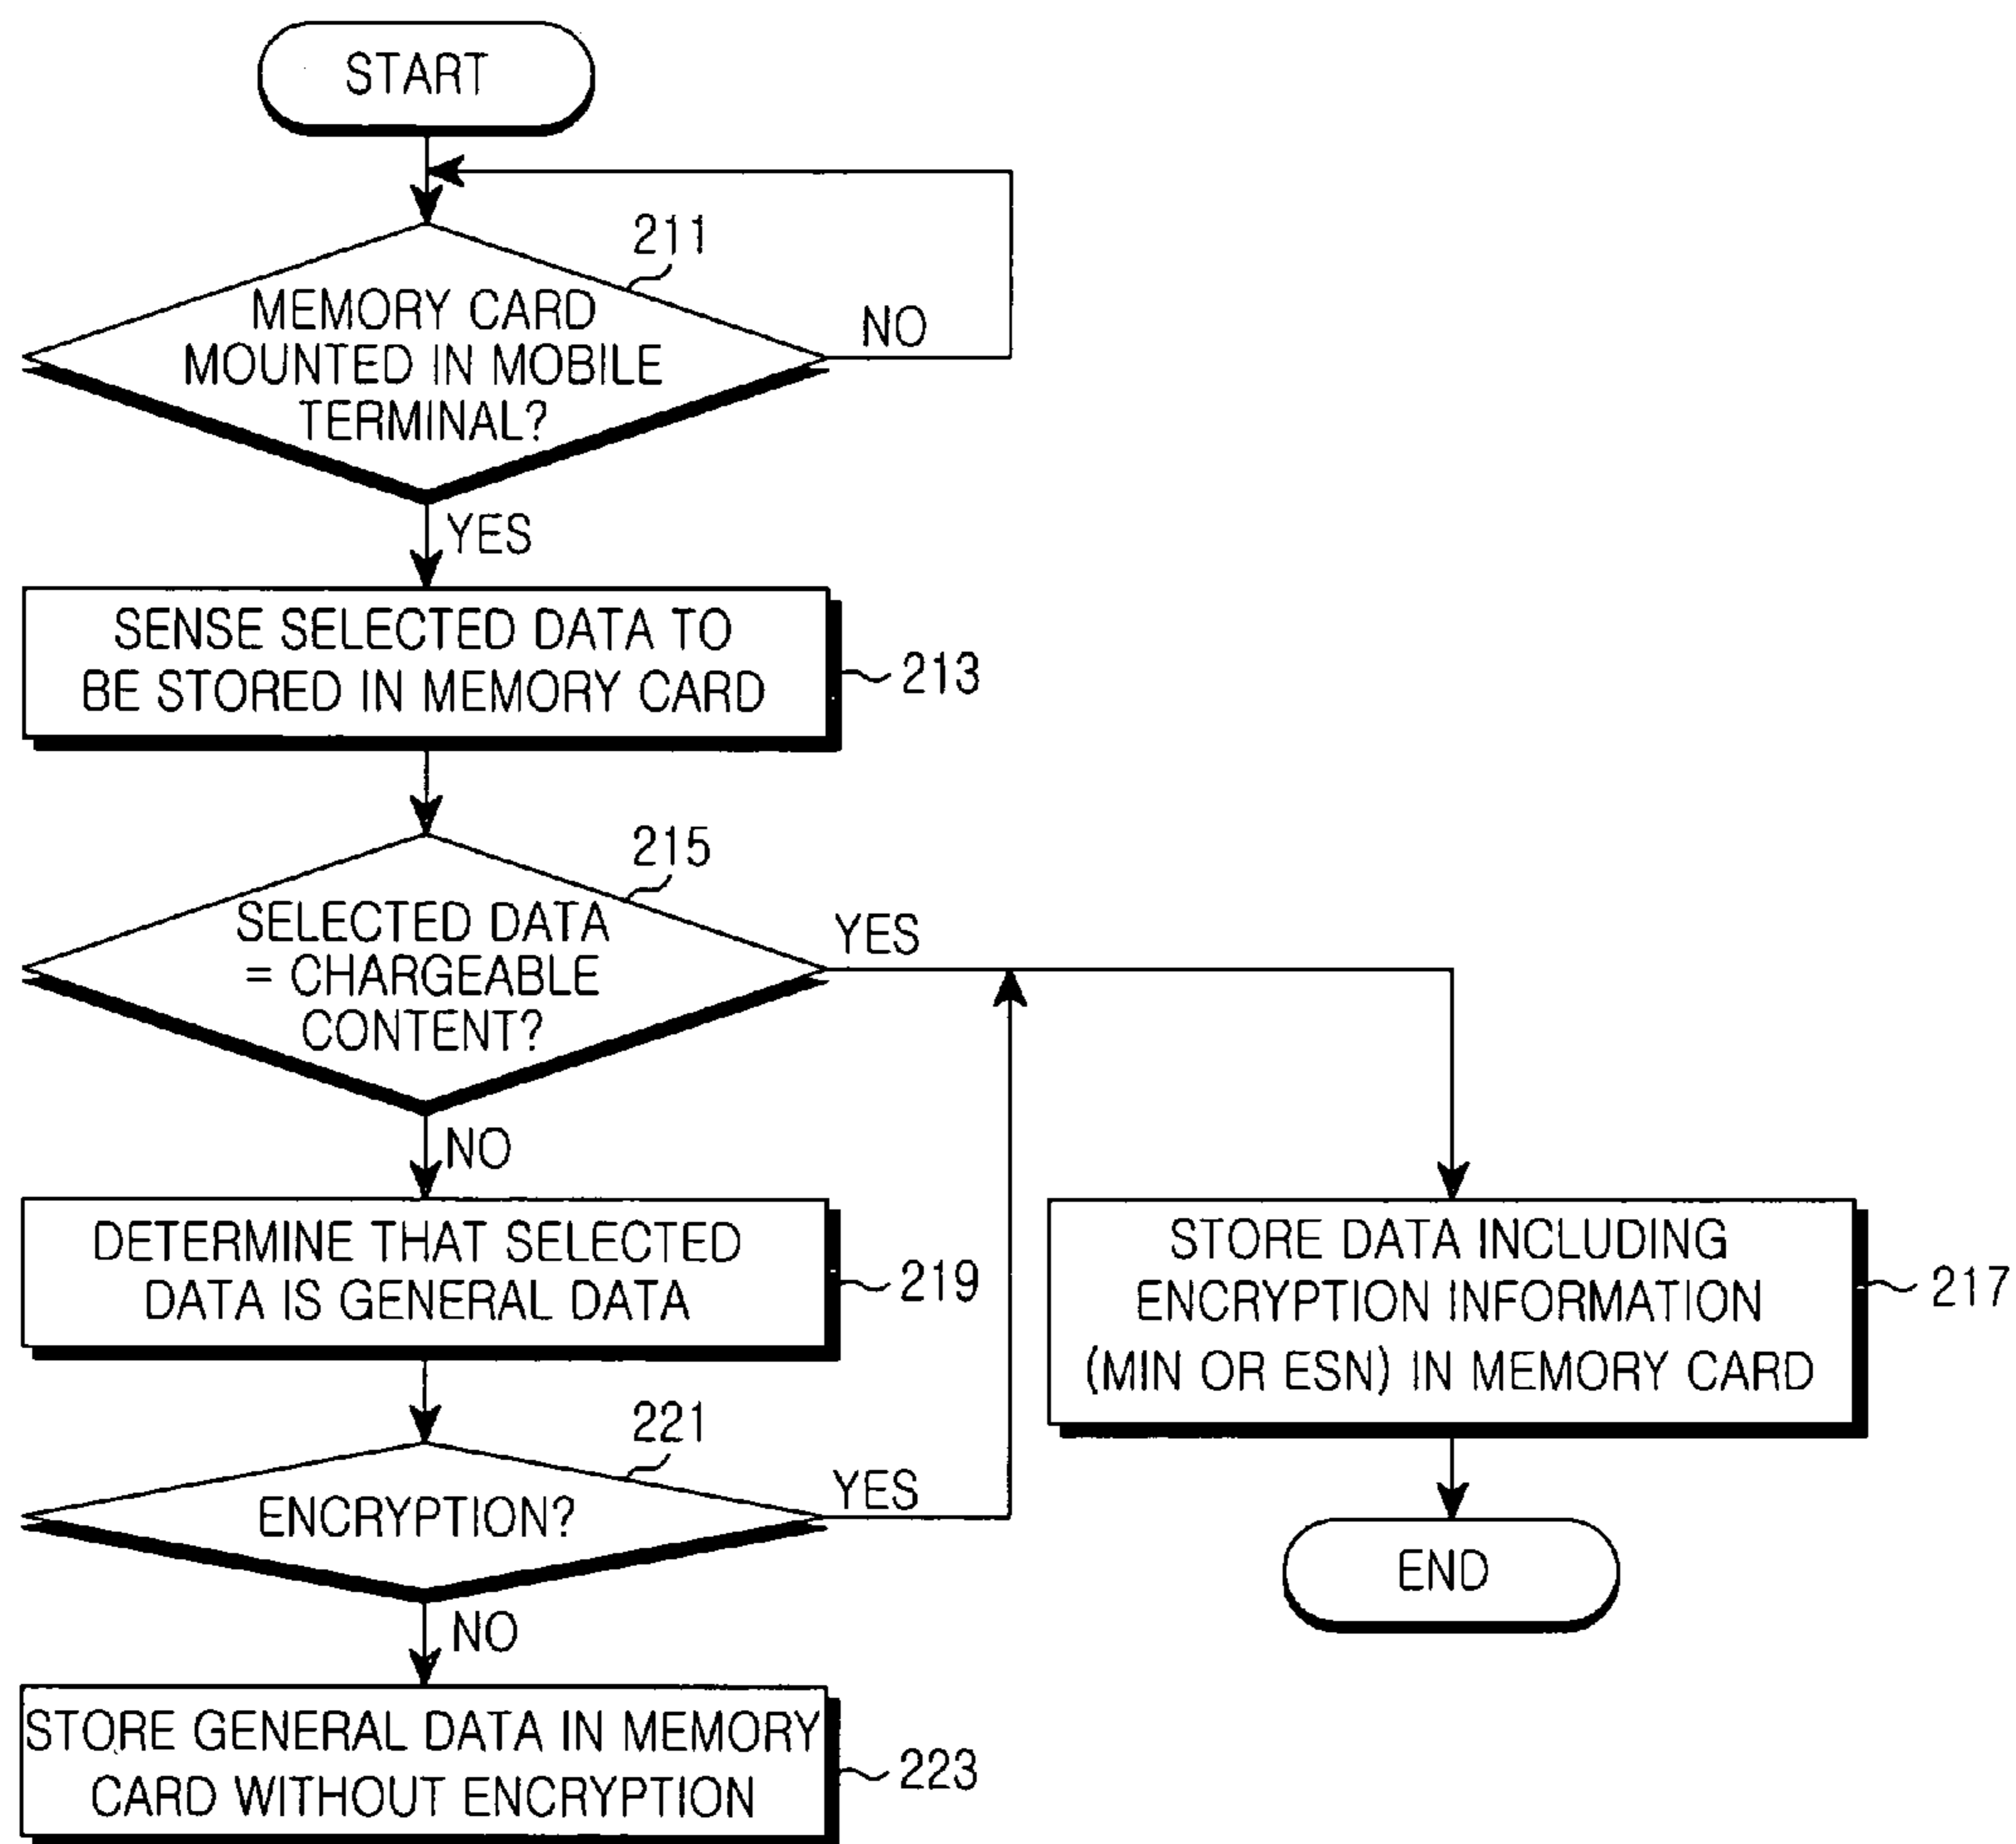 START
211
MEMORY CARD
MOUNTED IN MOBILE
TERMINAL?
NO
YES
SENSE SELECTED DATA TO
BE STORED IN MEMORY CARD
213
215
SELECTED DATA
= CHARGEABLE
CONTENT?
YES
NO
DETERMINE THAT SELECTED
DATA IS GENERAL DATA
219
STORE DATA INCLUDING
ENCRYPTION INFORMATION
(MIN OR ESN) IN MEMORY CARD
217
221
ENCRYPTION?
YES
END
NO
STORE GENERAL DATA IN MEMORY
CARD WITHOUT ENCRYPTION
223